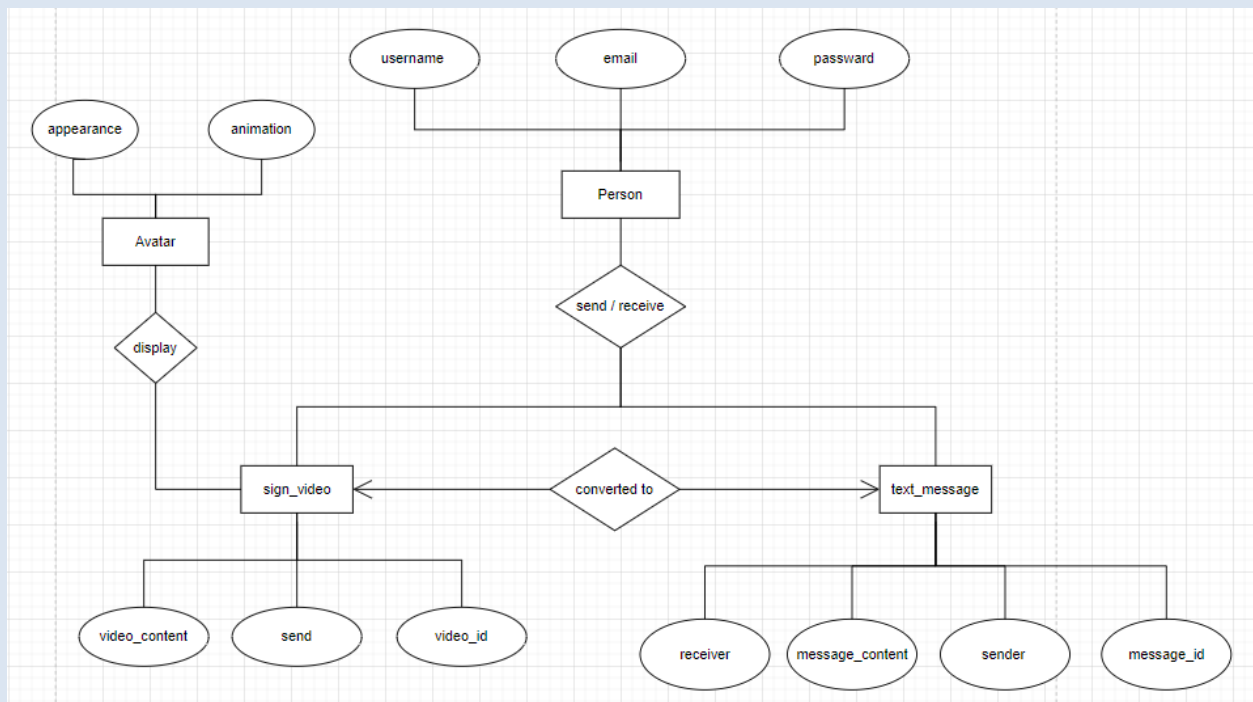 username
email
passward
appearance
animation
Person
Avatar
send / receive
display
sign_video
converted to
text_message
video_content
send
video_id
receiver
message_content
sender
message_id